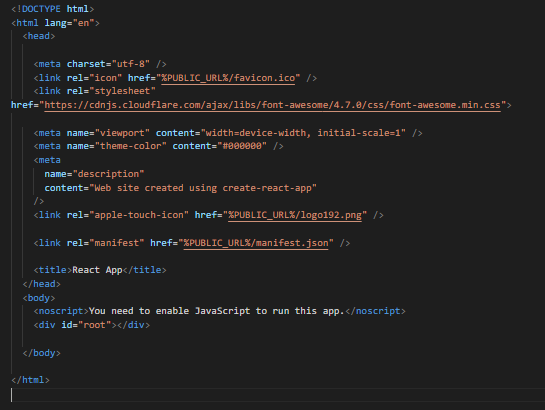 <!DOCTYPE html>
<html lang="en">
<head>
<meta charset="utf-8" />
<link rel="icon" href="%PUBLIC_URL%/favicon.ico" />
<link rel="stylesheet"
href="https://cdnjs.cloudflare.com/ajax/libs/font-awesome/4.7.0/css/font-awesome.min.css">
<meta name="viewport" content="width=device-width, initial-scale=1" />
<meta name="theme-color" content="#000000" />
<meta
name="description"
content="Web site created using create-react-app"
/>
<link rel="apple-touch-icon" href="%PUBLIC_URL%/logo192.png" />
<link rel="manifest" href="%PUBLIC_URL%/manifest.json" />
<title>React App</title>
</head>
<body>
<noscript>You need to enable JavaScript to run this app.</noscript>
<div id="root"></div>
</body>
</html>